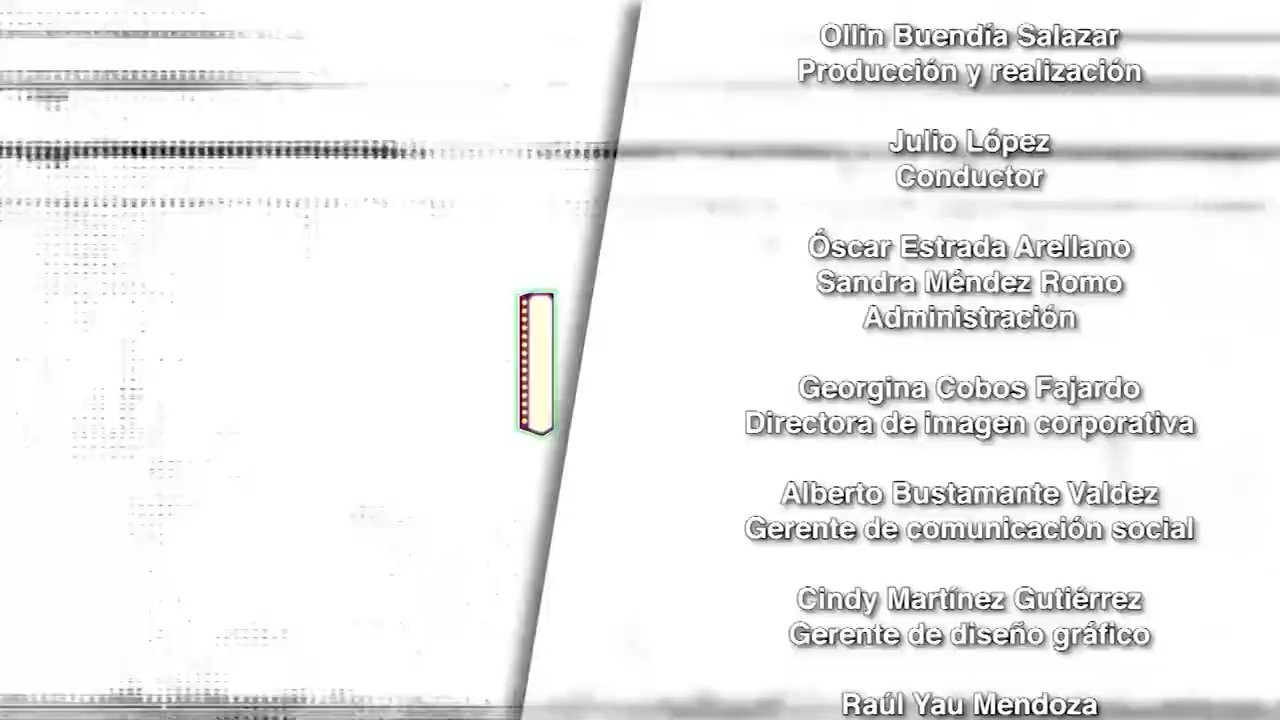 Ollin Buendía Salazar
Producción y realización
Julio López
Conductor
Óscar Estrada Arellano
Sandra Méndez Romo
Administración
Georgina Cobos Fajardo
Directora de imagen corporativa
Alberto Bustamante Valdez
Gerente de comunicación social
Cindy Martínez Gutiérrez
Gerente de diseño gráfico
Raúl Yau Mendoza